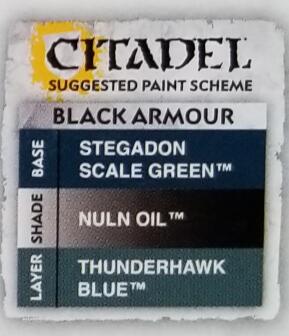 CITADEL
SUGGESTED PAINT SCHEME
BLACK ARMOUR
BASE
STEGADON
SCALE GREEN™
SHADE
NULN OIL™
LAYER
THUNDERHAWK
BLUE™